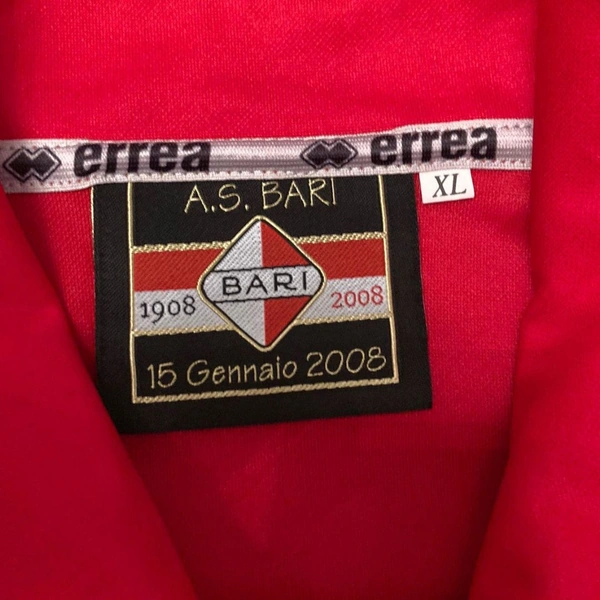 errea errea
XL
A.S. BARI
BARI
1908 2008
15 Gennaio 2008